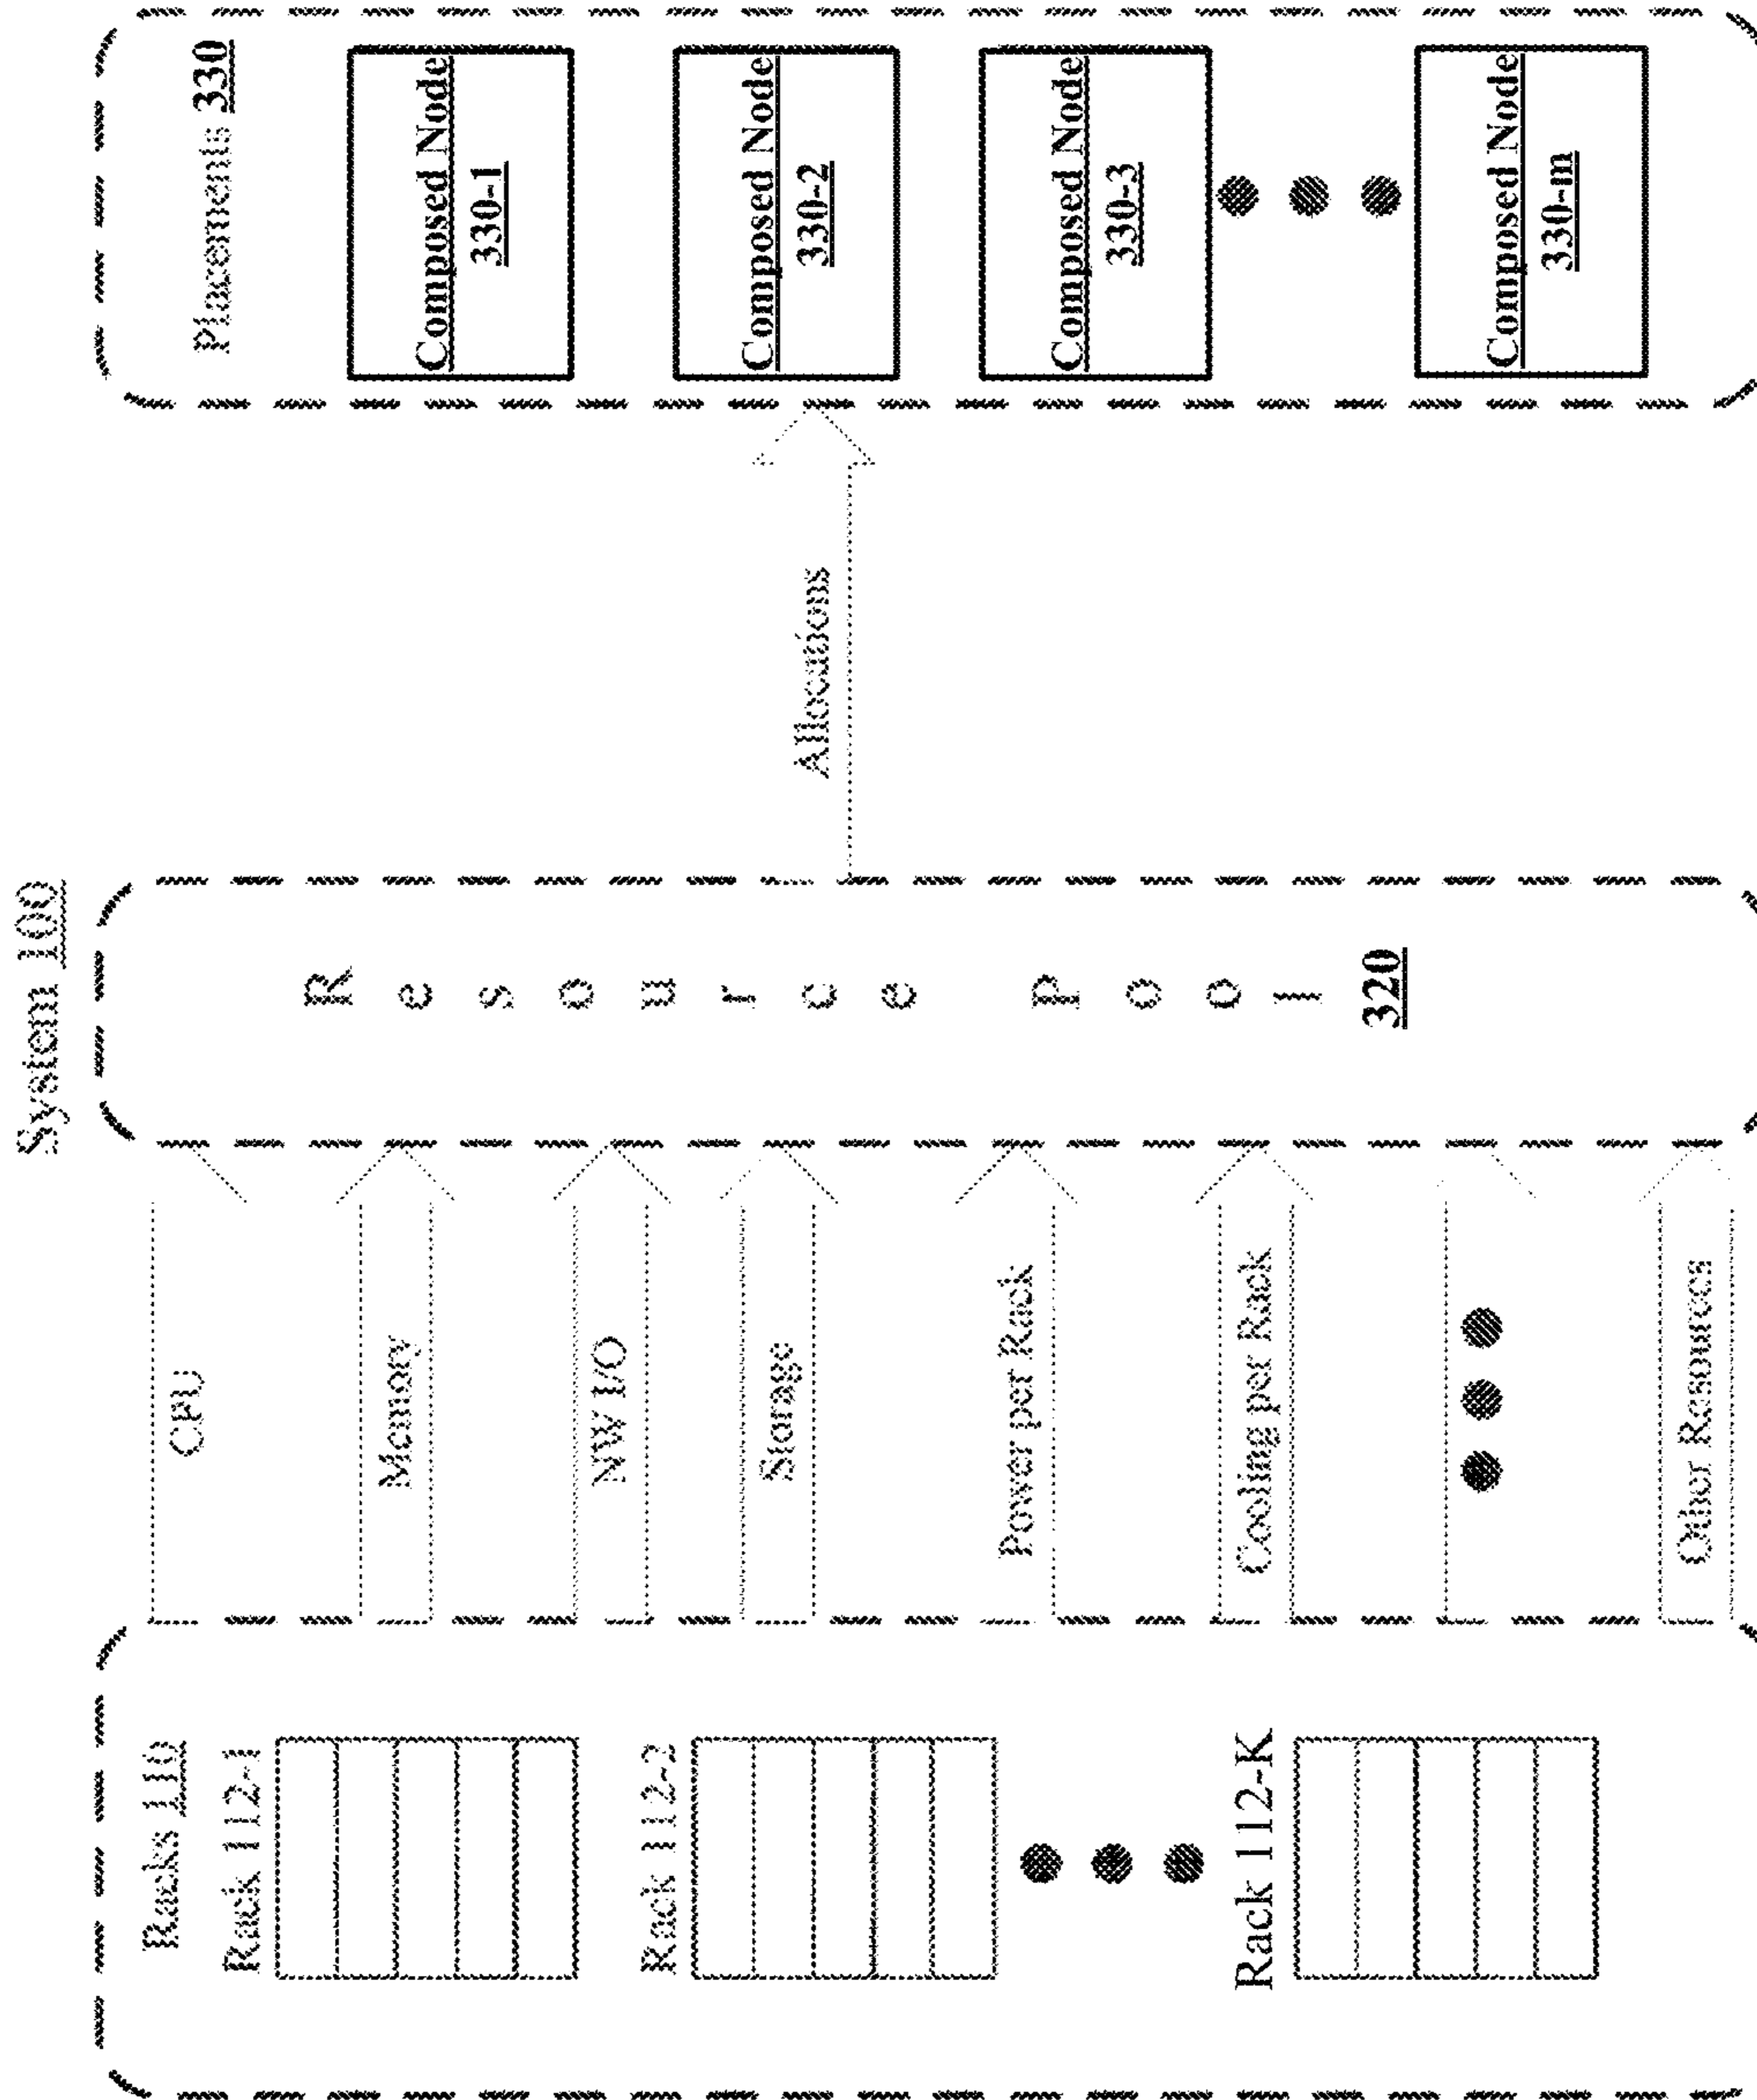 System 100
Racks 110
Rack 112-1
Rack 112-2
Rack 112-K
CPU
Memory
NW I/O
Storage
Power per Rack
Cooling per Rack
Other Resources
Resource Pool
320
Allocations
Placements 330
Composed Node
330-1
Composed Node
330-2
Composed Node
330-3
Composed Node
330-m